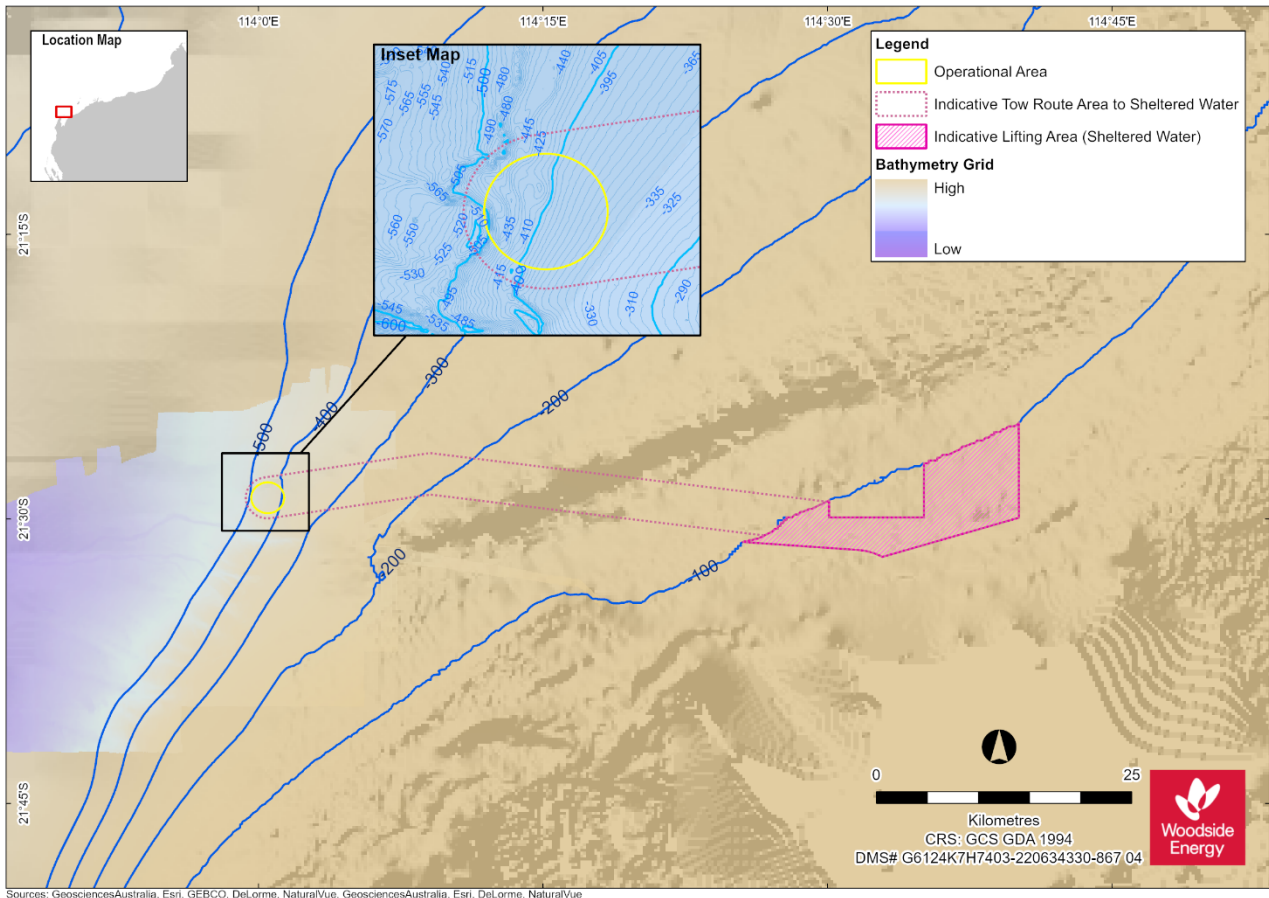 114°0'E
114°15'E
114°30'E
114°45'E
Location Map
Inset Map
-540
-515
-500
-480
-440
-405
-395
-365
-575
-565
-555
-545
-570
-480
-490
-445
-425
-505
-565
-335
-325
-560
-550
-520
-510
-435
-410
-505
-525
-530
-415
-400
-290
-310
-330
-495
-545
-600
-535
-485
Legend
Operational Area
Indicative Tow Route Area to Sheltered Water
Indicative Lifting Area (Sheltered Water)
Bathymetry Grid
High
Low
21°15'S
21°30'S
21°45'S
-500
-400
-300
-200
-200
-100
0
25
Kilometres
CRS: GCS GDA 1994
DMS# G6124K7H7403-220634330-867 04
Woodside
Energy
Sources: GeosciencesAustralia, Esri, GEBCO, DeLorme, NaturalVue, GeosciencesAustralia, Esri, DeLorme, NaturalVue